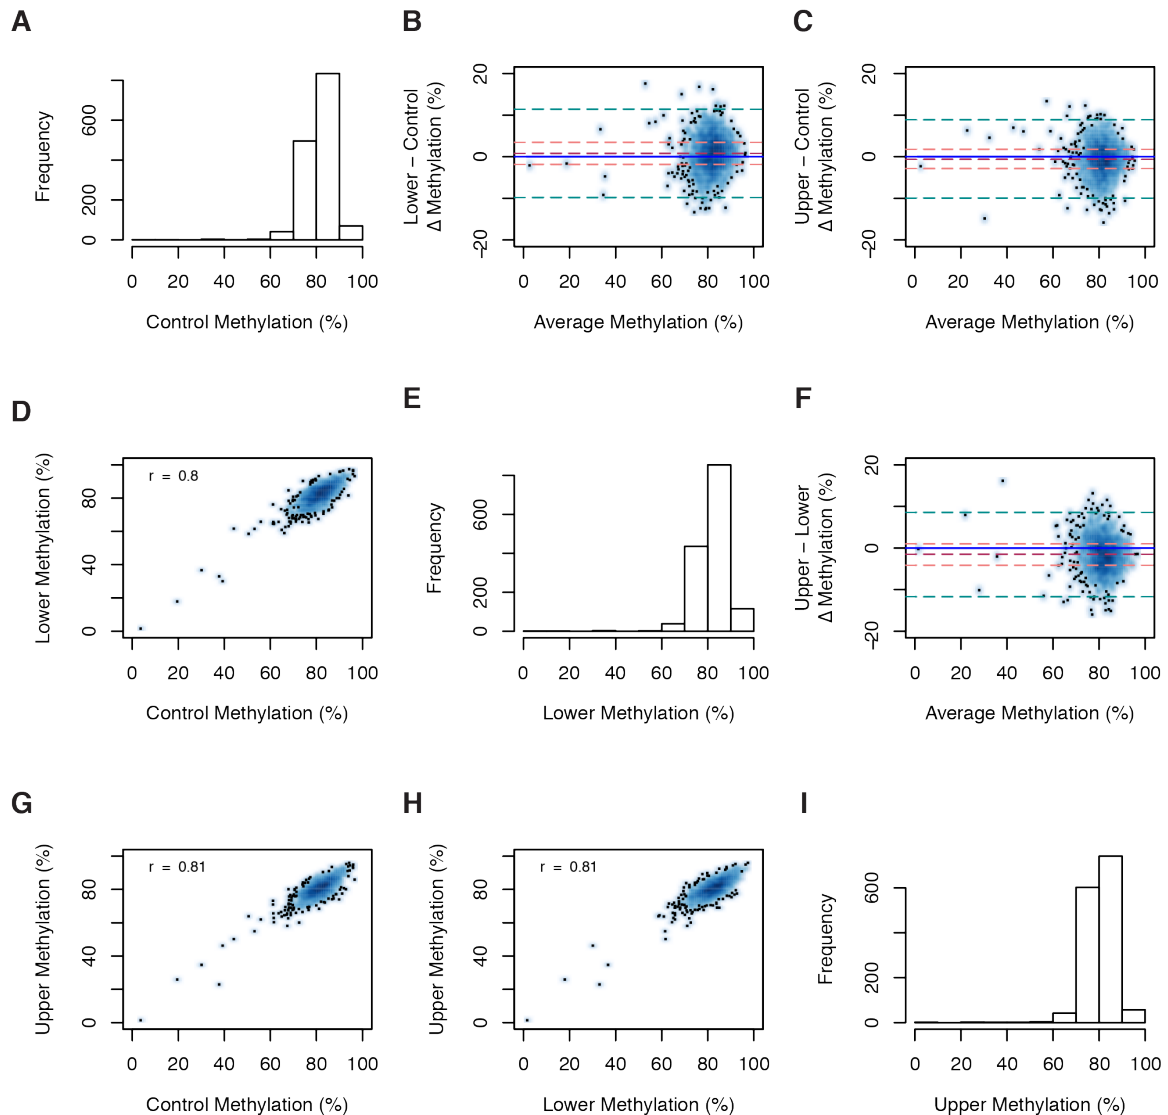 A
Frequency
0
200
600
0 20 40 60 80 100
Control Methylation (%)
B
Lower − Control
Δ Methylation (%)
−20
0
20
0 20 40 60 80 100
Average Methylation (%)
C
Upper − Control
Δ Methylation (%)
−20
0
20
0 20 40 60 80 100
Average Methylation (%)
D
r = 0.8
Lower Methylation (%)
0
40
80
0 20 40 60 80 100
Control Methylation (%)
E
Frequency
0
200
600
0 20 40 60 80 100
Lower Methylation (%)
F
Upper − Lower
Δ Methylation (%)
−20
0
20
0 20 40 60 80 100
Average Methylation (%)
G
r = 0.81
Upper Methylation (%)
0
40
80
0 20 40 60 80 100
Control Methylation (%)
H
r = 0.81
Upper Methylation (%)
0
40
80
0 20 40 60 80 100
Lower Methylation (%)
I
Frequency
0
200
600
0 20 40 60 80 100
Upper Methylation (%)